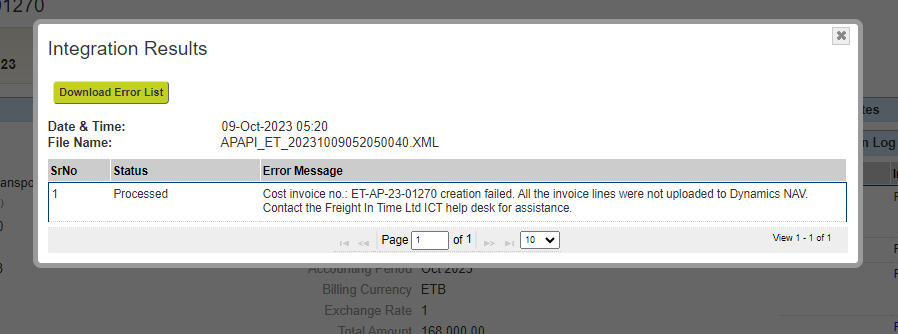 01270
Integration Results
23
Download Error List
tes
Date & Time: 09-Oct-2023 05:20
File Name: APAPI_ET_20231009052050040.XML
n Log
SrNo Status Error Message
1 Processed Cost invoice no.: ET-AP-23-01270 creation failed. All the invoice lines were not uploaded to Dynamics NAV.
Contact the Freight In Time Ltd ICT help desk for assistance.
Page 1 of 1 10 View 1 - 1 of 1
Accounting Period Oct 2023
Billing Currency ETB
Exchange Rate 1
Total Amount 168,000.00